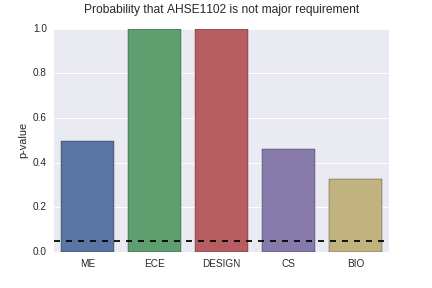 Probability that AHSE1102 is not major requirement
1.0
0.8
0.6
0.4
0.2
0.0
p-value
ME ECE DESIGN CS BIO